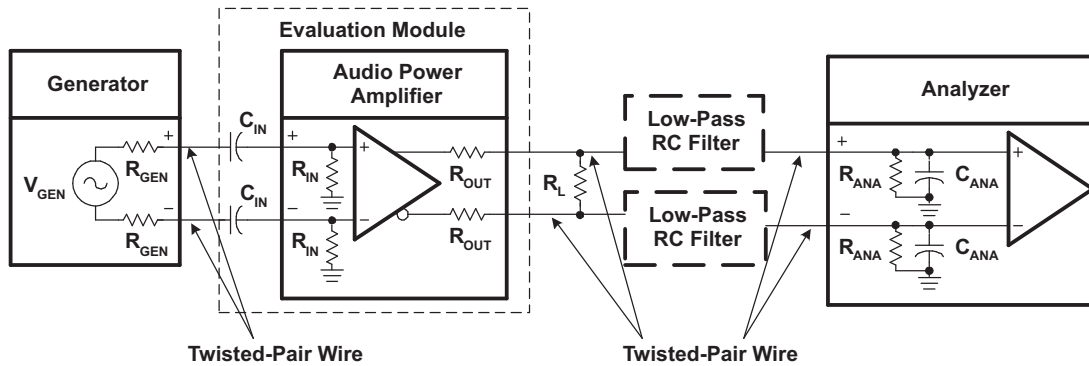 Evaluation Module
Generator
Audio Power
Amplifier
Low-Pass
RC Filter
Analyzer
C_IN
+
+
+
+
+
R_GEN
V_GEN
R_IN
R_OUT
R_L
R_ANA
C_ANA
C_IN
−
−
−
−
−
Low-Pass
RC Filter
R_GEN
R_IN
R_OUT
R_ANA
C_ANA
Twisted-Pair Wire
Twisted-Pair Wire